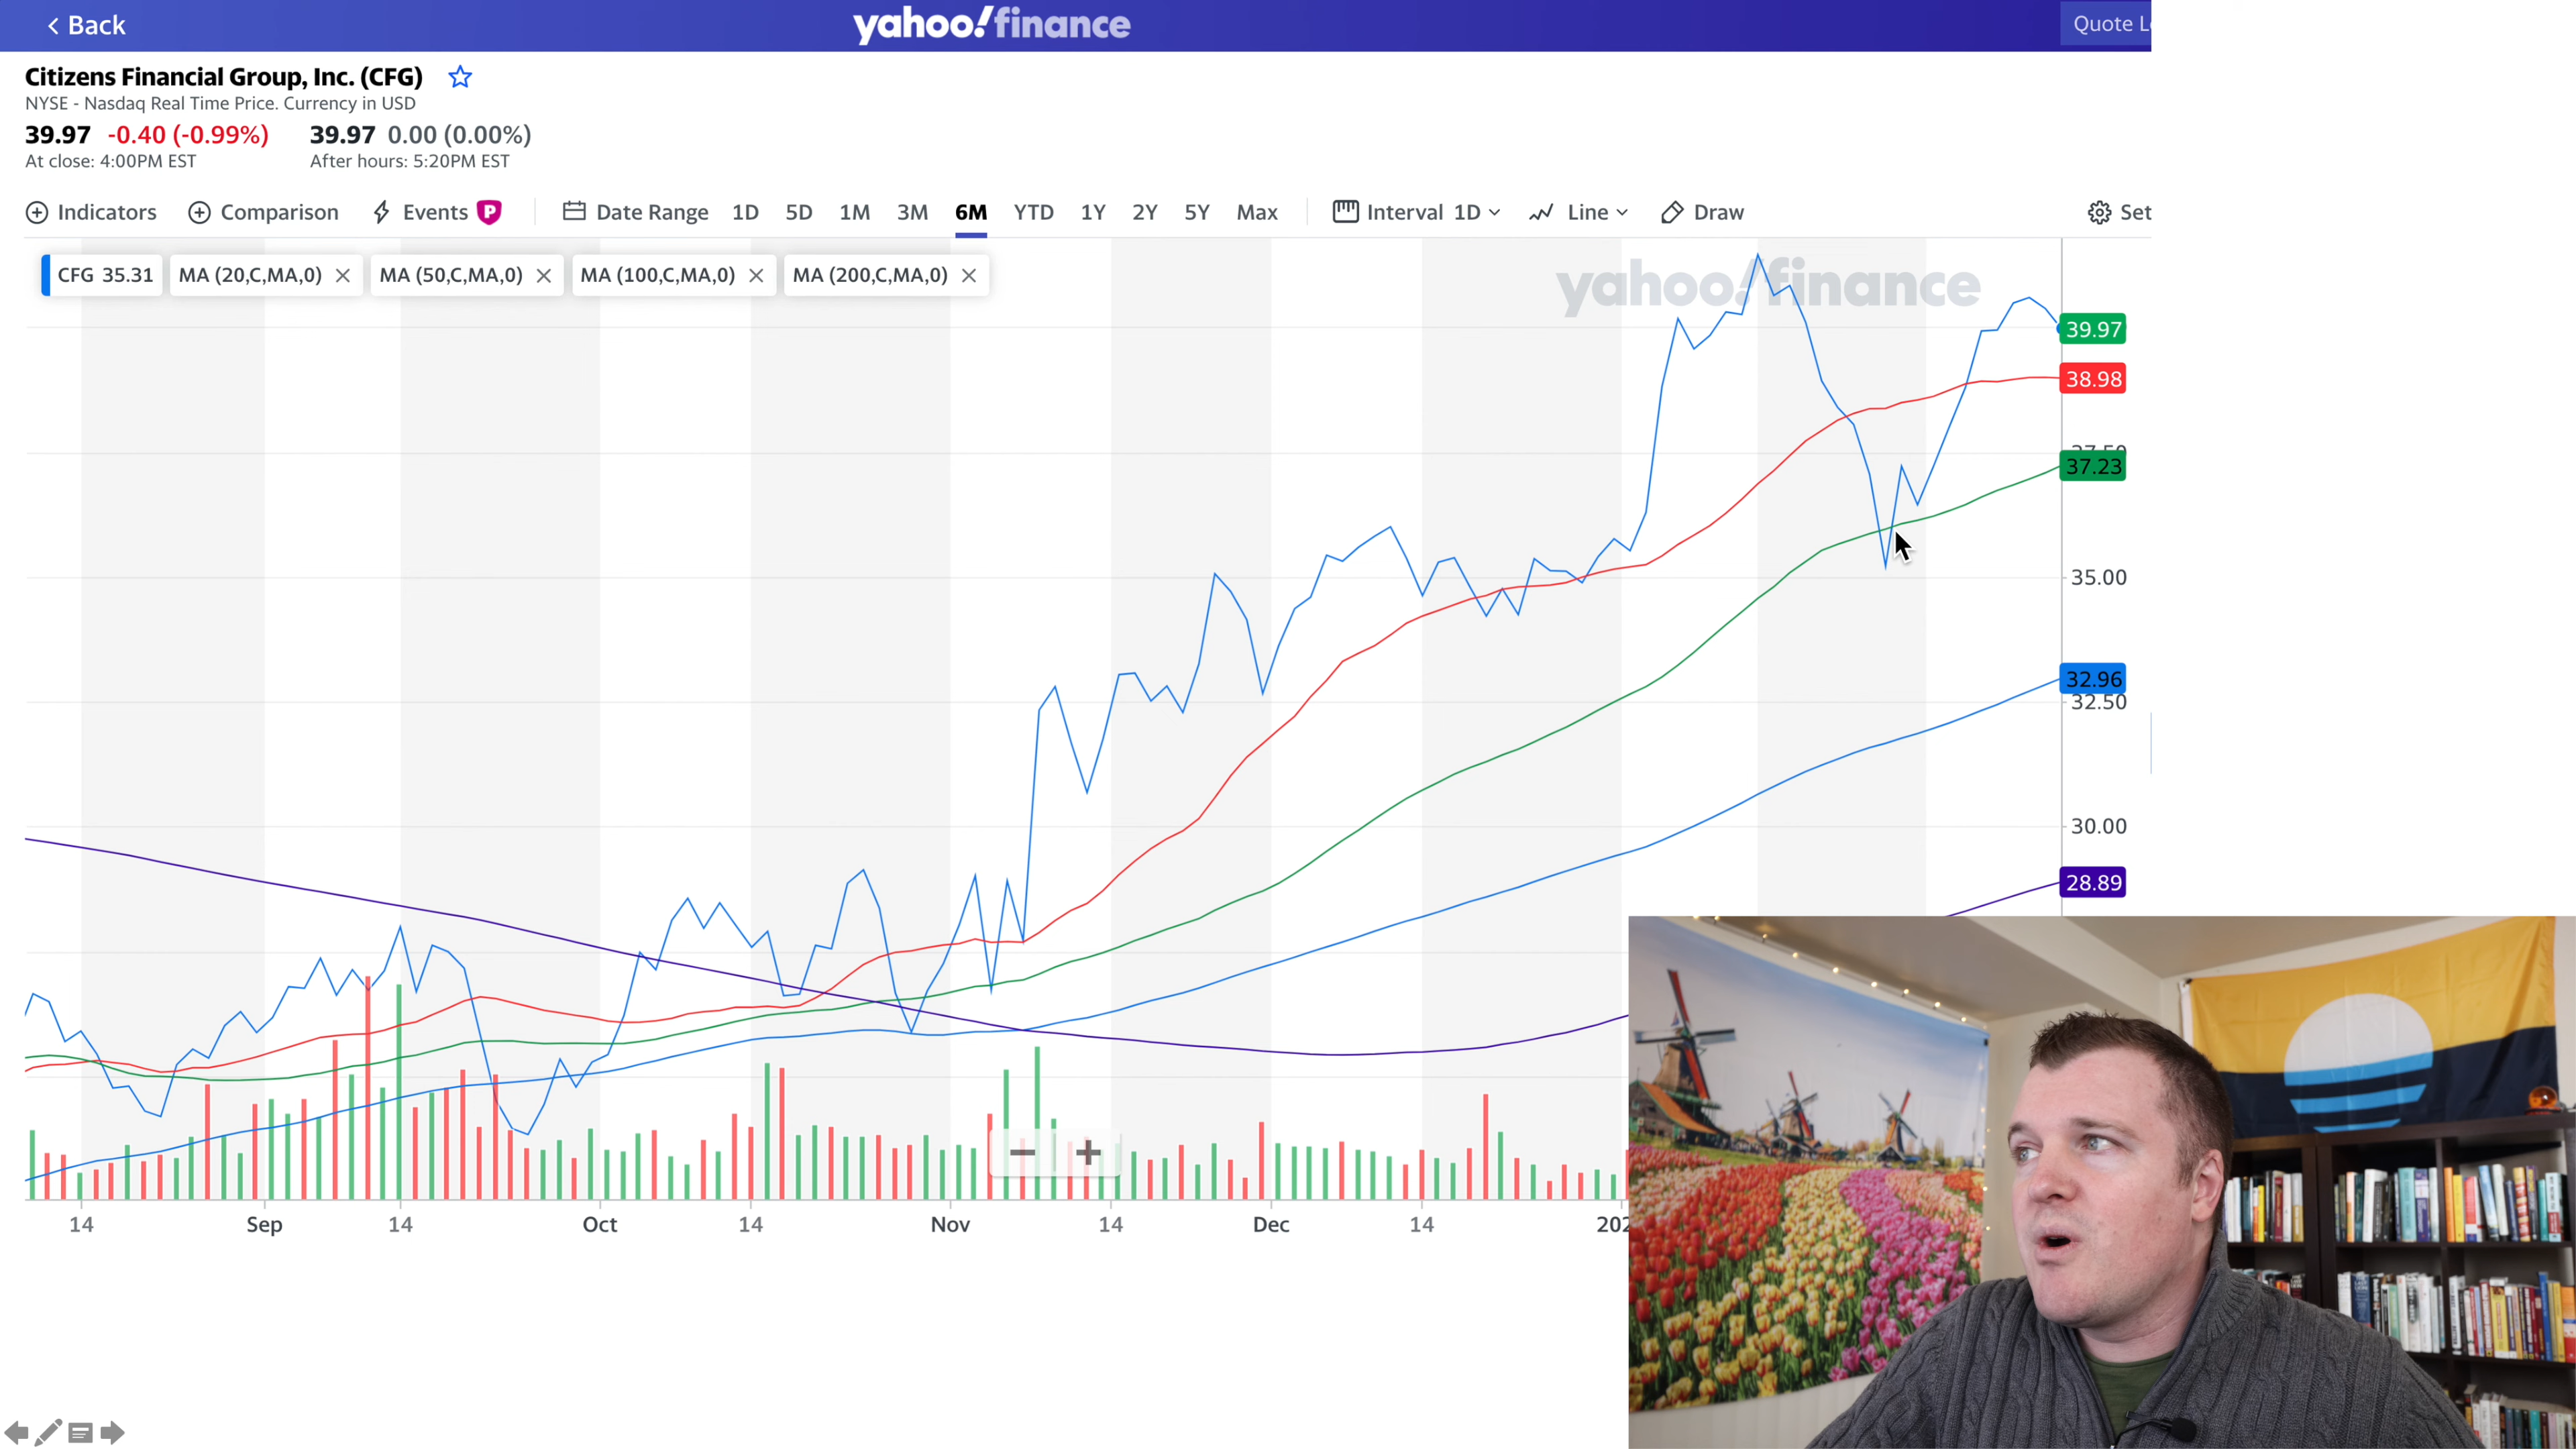 Back
yahoo!finance
Quote L
Citizens Financial Group, Inc. (CFG)
NYSE - Nasdaq Real Time Price. Currency in USD
39.97 -0.40 (-0.99%) 39.97 0.00 (0.00%)
At close: 4:00PM EST After hours: 5:20PM EST
Indicators Comparison Events P Date Range 1D 5D 1M 3M 6M YTD 1Y 2Y 5Y Max Interval 1D Line Draw Set
CFG 35.31 MA (20,C,MA,0) MA (50,C,MA,0) MA (100,C,MA,0) MA (200,C,MA,0)
yahoo!finance
39.97
38.98
37.50
37.23
35.00
32.96
32.50
30.00
28.89
14 Sep 14 Oct 14 Nov 14 Dec 14 202